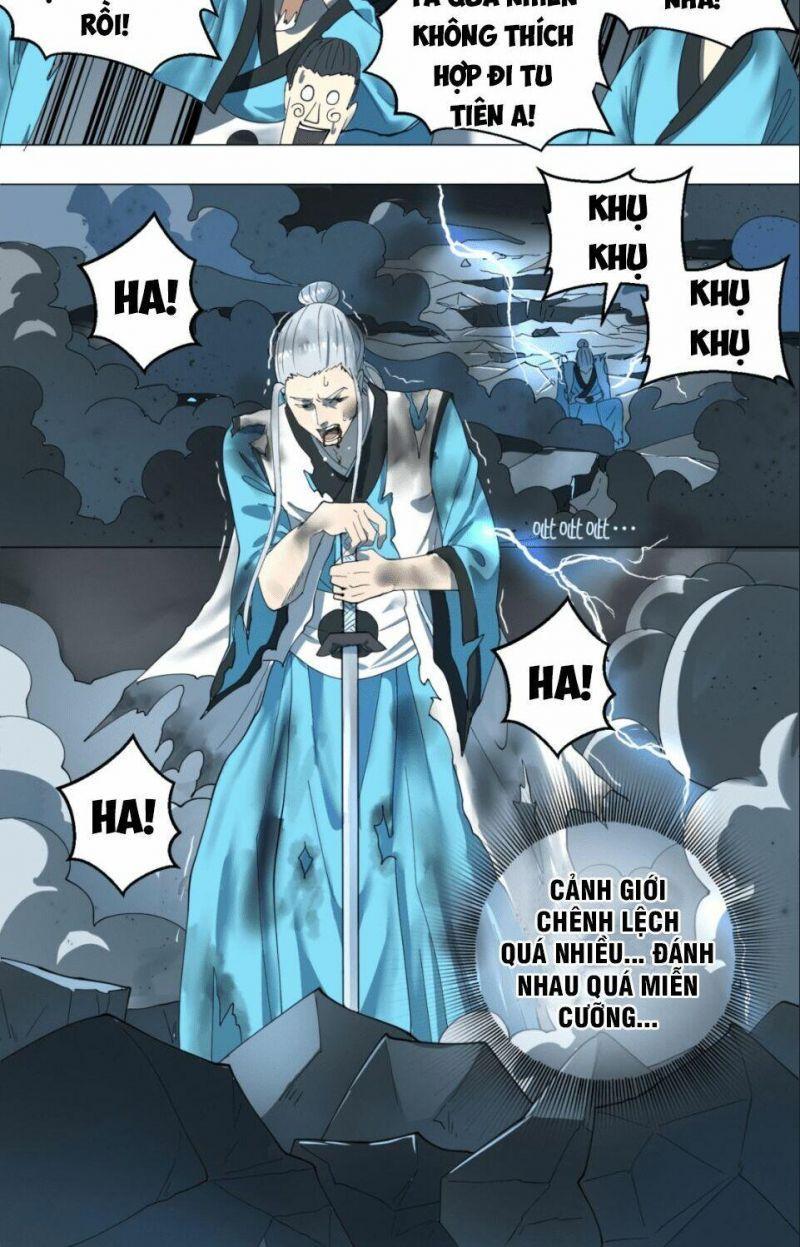 RỒI!
TA QUẢ NHIÊN
KHÔNG THÍCH
HỢP ĐI TU
TIÊN A!
NHA!
KHỤ
KHỤ
KHỤ
KHỤ
HA!
HA!
HA!
CẢNH GIỚI
CHÊNH LỆCH
QUÁ NHIỀU... ĐÁNH
NHAU QUÁ MIỄN
CƯỠNG...